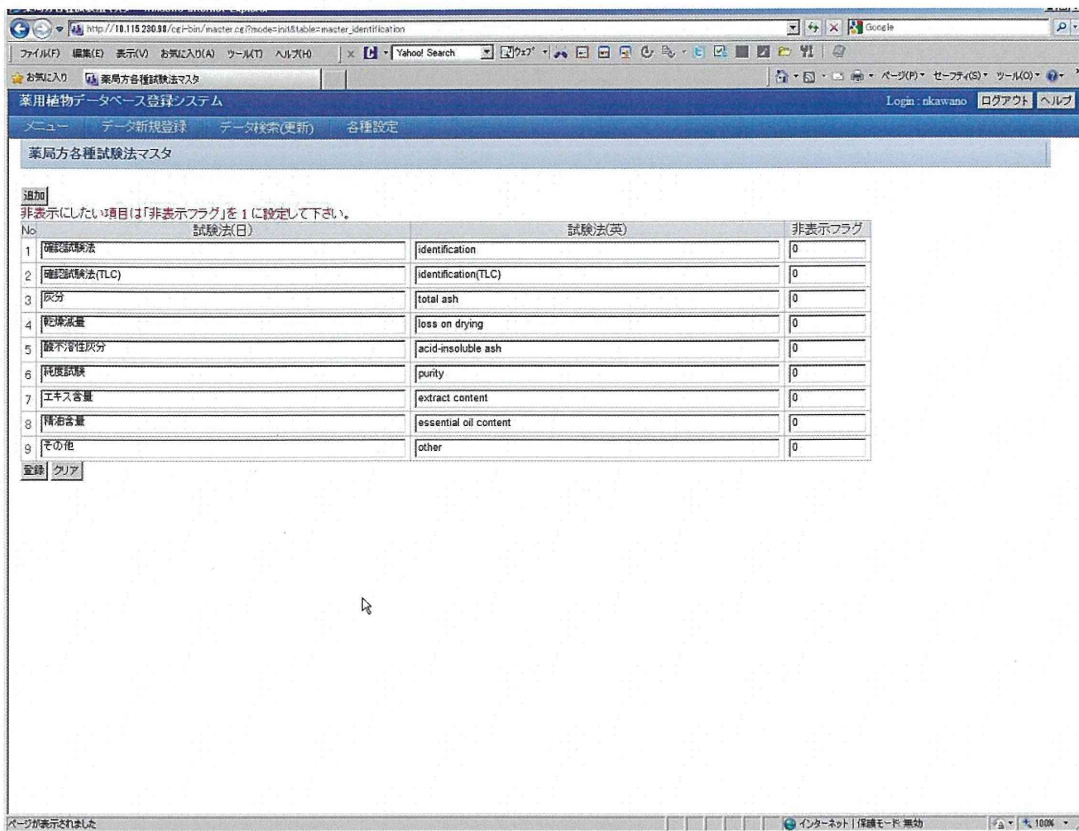 http://10.115.230.98/cgi-bin/master.cgi?mode=init&table=master_identification
Google
ファイル(F) 編集(E) 表示(V) お気に入り(A) ツール(T) ヘルプ(H)
Yahoo! Search
お気に入り
薬局方各種試験法マスタ
ページ(P) セーフティ(S) ツール(O)
薬用植物データベース登録システム
Login : nkawano ログアウト ヘルプ
メニュー データ新規登録 データ検索(更新) 各種設定
薬局方各種試験法マスタ
追加
非表示にしたい項目は「非表示フラグ」を 1 に設定して下さい。
No 試験法(日) 試験法(英) 非表示フラグ
1 確認試験法 identification 0
2 確認試験法(TLC) identification(TLC) 0
3 灰分 total ash 0
4 乾燥減量 loss on drying 0
5 酸不溶性灰分 acid-insoluble ash 0
6 純度試験 purity 0
7 エキス含量 extract content 0
8 精油含量 essential oil content 0
9 その他 other 0
登録 クリア
ページが表示されました
インターネット | 保護モード: 無効
100%